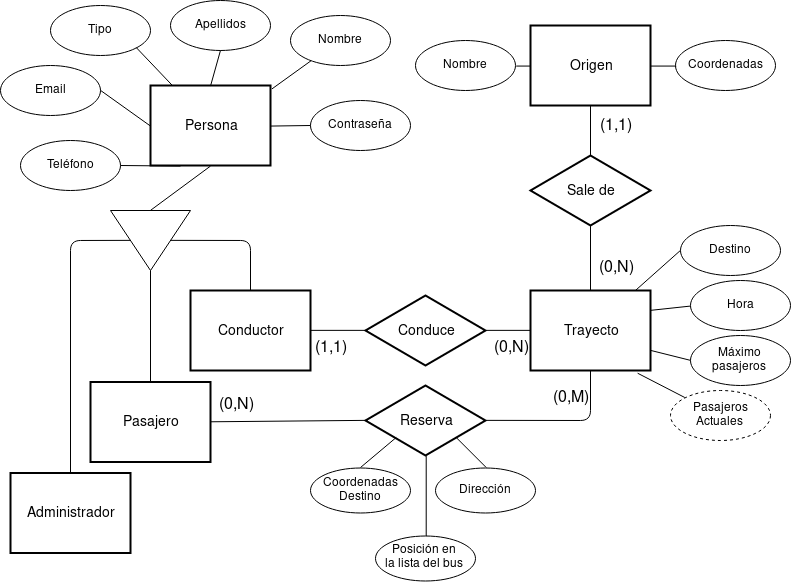 Tipo
Apellidos
Nombre
Email
Persona
Contraseña
Teléfono
Nombre
Origen
Coordenadas
(1,1)
Sale de
(0,N)
Destino
Hora
Máximo
pasajeros
Pasajeros
Actuales
Conductor
(1,1)
Conduce
(0,N)
Trayecto
(0,M)
Pasajero
(0,N)
Reserva
Coordenadas
Destino
Dirección
Posición en
la lista del bus
Administrador